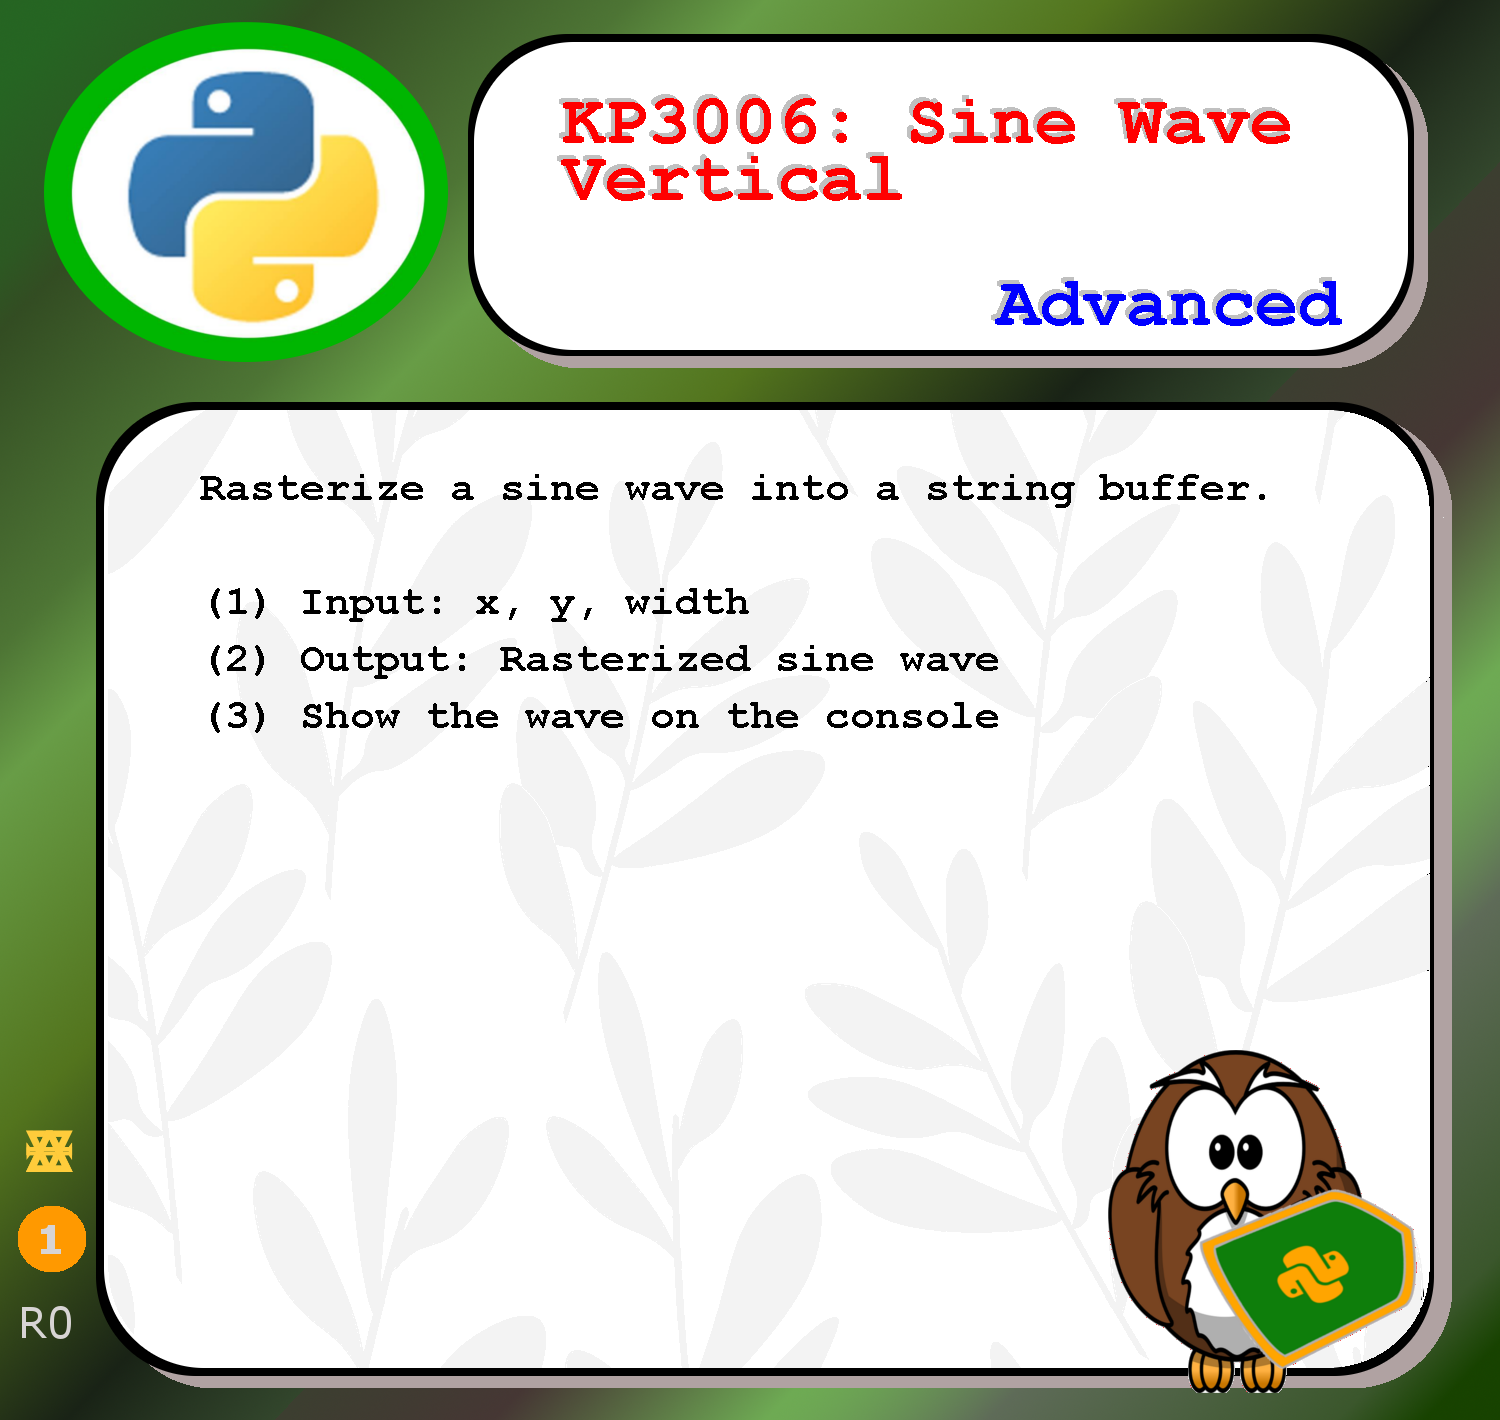 KP3006: Sine Wave
Vertical
Advanced
Rasterize a sine wave into a string buffer.
(1) Input: x, y, width
(2) Output: Rasterized sine wave
(3) Show the wave on the console
1
R0